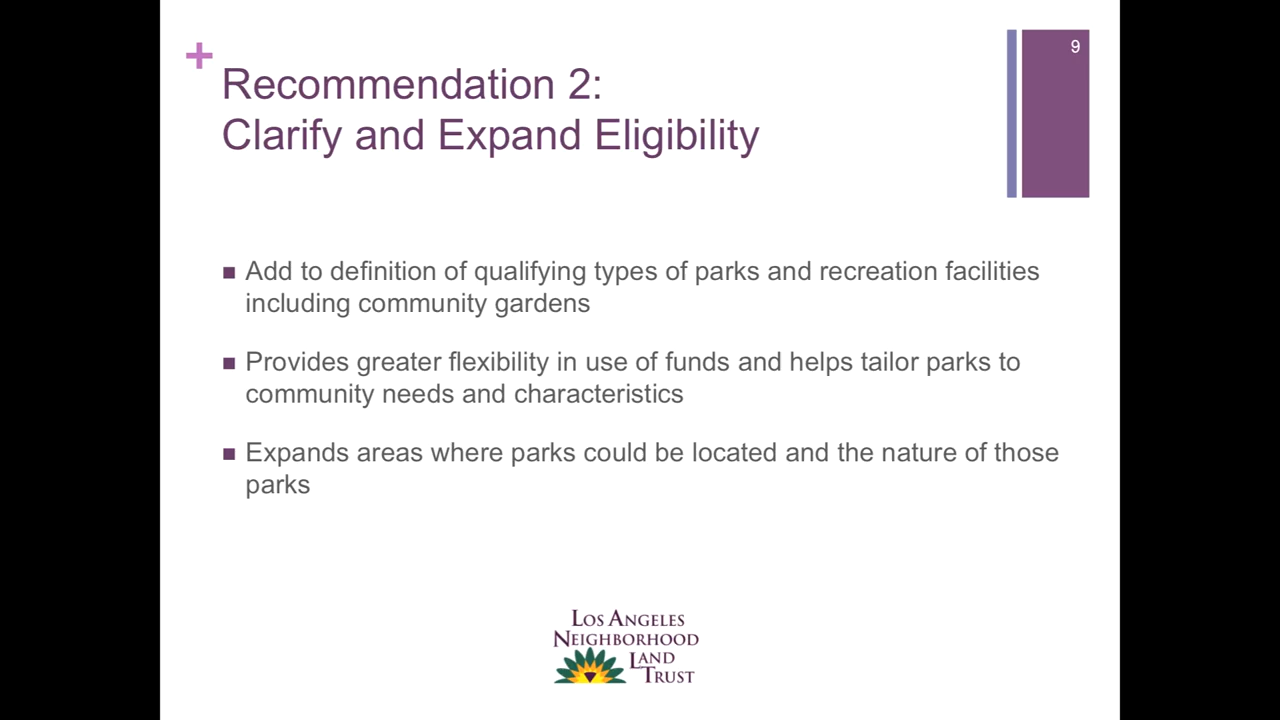 +
9
Recommendation 2:
Clarify and Expand Eligibility
■ Add to definition of qualifying types of parks and recreation facilities
including community gardens
■ Provides greater flexibility in use of funds and helps tailor parks to
community needs and characteristics
■ Expands areas where parks could be located and the nature of those
parks
LOS ANGELES
NEIGHBORHOOD
LAND
TRUST